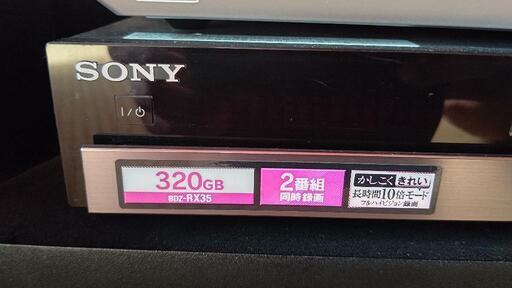 SONY
I/⏻
320GB
BDZ-RX35
2番組
同時録画
かしこくきれい
長時間10倍モード
フルハイビジョン録画